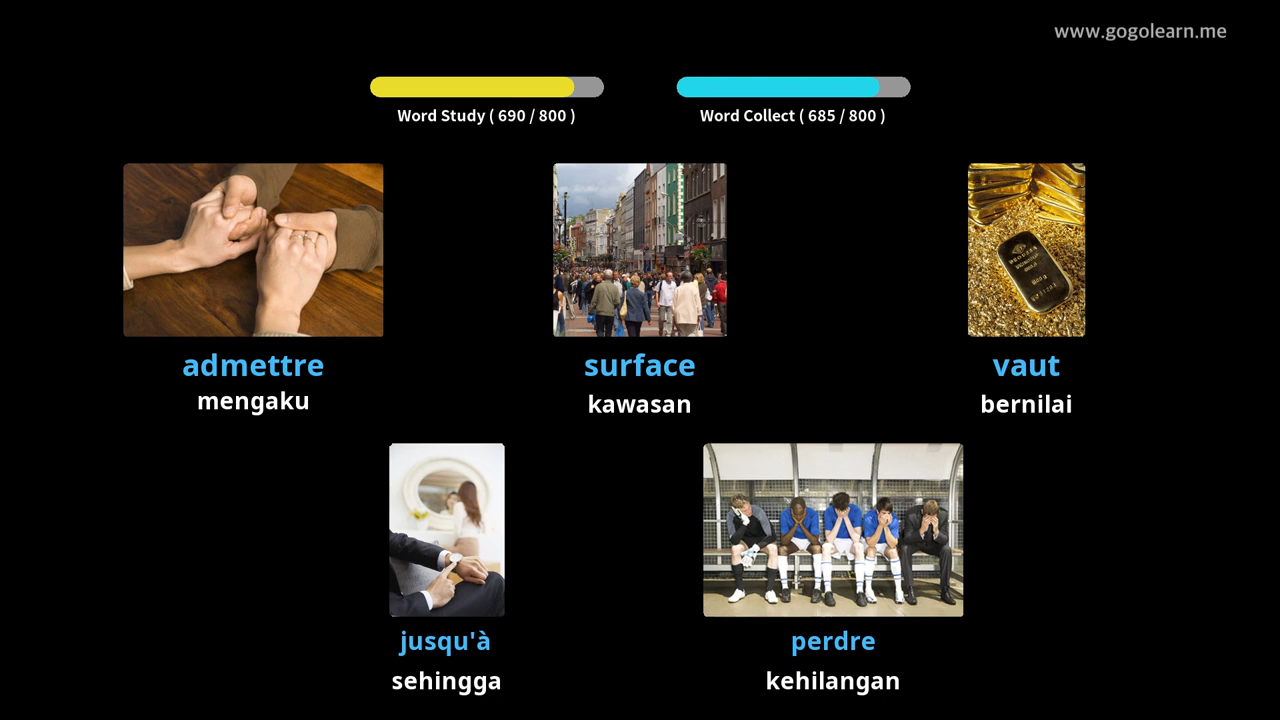 www.gogolearn.me
Word Study ( 690 / 800 )
Word Collect ( 685 / 800 )
admettre
mengaku
surface
kawasan
vaut
bernilai
jusqu'à
sehingga
perdre
kehilangan